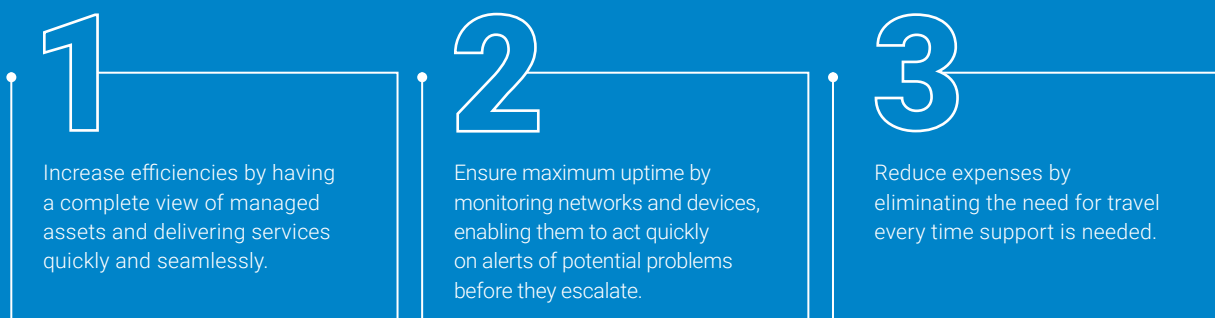 1
Increase efficiencies by having
a complete view of managed
assets and delivering services
quickly and seamlessly.
2
Ensure maximum uptime by
monitoring networks and devices,
enabling them to act quickly
on alerts of potential problems
before they escalate.
3
Reduce expenses by
eliminating the need for travel
every time support is needed.